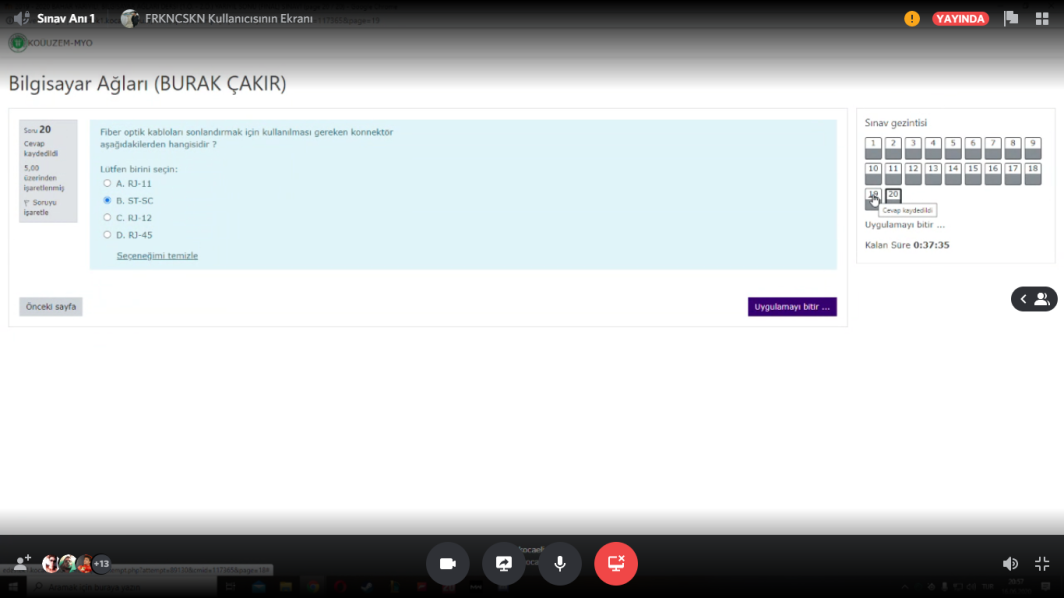 Sınav Anı 1
FRKNCSKN Kullanıcısının Ekranı
YAYINDA
KOUUZEM-MYO
Bilgisayar Ağları (BURAK ÇAKIR)
Soru 20
Cevap
kaydedildi
5,00
üzerinden
işaretlenmiş
Soruyu
işaretle
Fiber optik kabloları sonlandırmak için kullanılması gereken konnektör
aşağıdakilerden hangisidir ?
Lütfen birini seçin:
A. RJ-11
B. ST-SC
C. RJ-12
D. RJ-45
Seçeneğimi temizle
Önceki sayfa
Uygulamayı bitir ...
Sınav gezintisi
1 2 3 4 5 6 7 8 9
10 11 12 13 14 15 16 17 18
19 20
Cevap kaydedildi
Uygulamayı bitir ...
Kalan Süre 0:37:35
+13